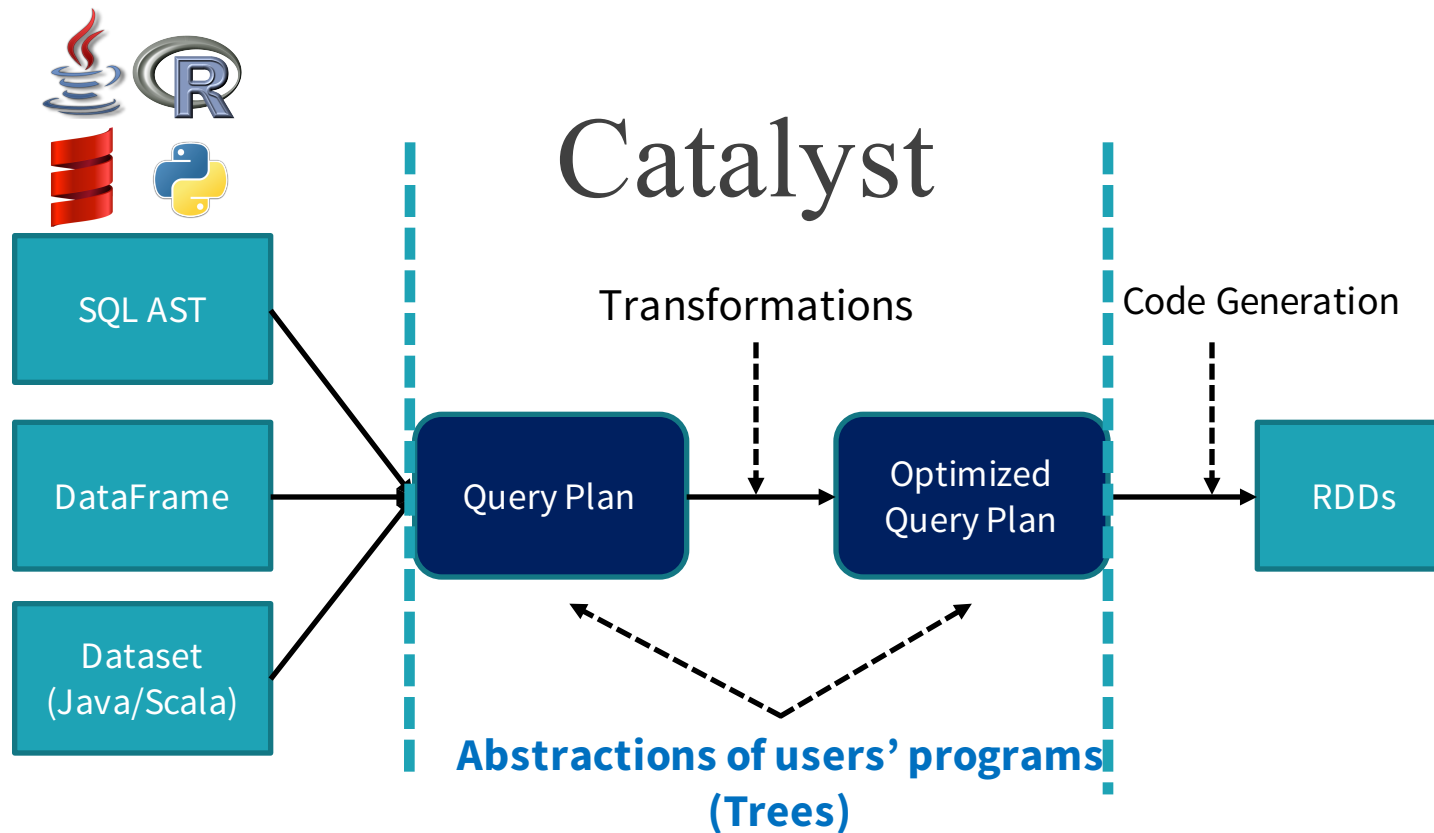 R
Catalyst
SQL AST
Transformations
Code Generation
DataFrame
Query Plan
Optimized
Query Plan
RDDs
Dataset
(Java/Scala)
Abstractions of users’ programs
(Trees)